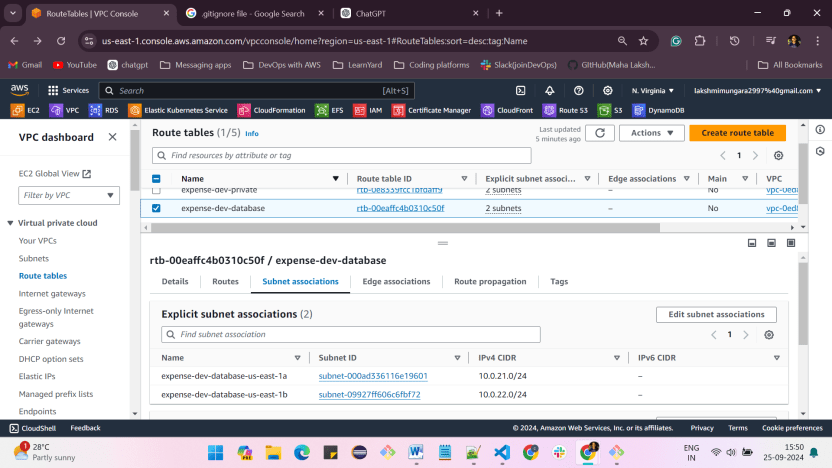 RouteTables | VPC Console
.gitignore file - Google Search
ChatGPT
us-east-1.console.aws.amazon.com/vpcconsole/home?region=us-east-1#RouteTables:sort=desc:tag:Name
Gmail
YouTube
chatgpt
Messaging apps
DevOps with AWS
LearnYard
Coding platforms
Slack(joinDevOps)
GItHub(Maha Laksh...
All Bookmarks
aws
Services
Search
[Alt+S]
N. Virginia
lakshmimungara2997%40gmail.com
EC2
VPC
RDS
Elastic Kubernetes Service
CloudFormation
EFS
IAM
Certificate Manager
CloudFront
Route 53
S3
DynamoDB
VPC dashboard
EC2 Global View
Filter by VPC
Virtual private cloud
Your VPCs
Subnets
Route tables
Internet gateways
Egress-only Internet
gateways
Carrier gateways
DHCP option sets
Elastic IPs
Managed prefix lists
Endpoints
Route tables (1/5) Info
Last updated
5 minutes ago
Actions
Create route table
Find resources by attribute or tag
1
Name Route table ID Explicit subnet associ... Edge associations Main VPC
expense-dev-private rtb-0e8339fcc1bfdaff9 2 subnets – No vpc-0ed
expense-dev-database rtb-00eaffc4b0310c50f 2 subnets – No vpc-0ed
rtb-00eaffc4b0310c50f / expense-dev-database
Details Routes Subnet associations Edge associations Route propagation Tags
Explicit subnet associations (2)
Edit subnet associations
Find subnet association
1
Name Subnet ID IPv4 CIDR IPv6 CIDR
expense-dev-database-us-east-1a subnet-000ad336116e19601 10.0.21.0/24 –
expense-dev-database-us-east-1b subnet-09927ff606c6fbf72 10.0.22.0/24 –
CloudShell
Feedback
© 2024, Amazon Web Services, Inc. or its affiliates.
Privacy
Terms
Cookie preferences
1
28°C
Partly sunny
ENG
IN
15:50
25-09-2024